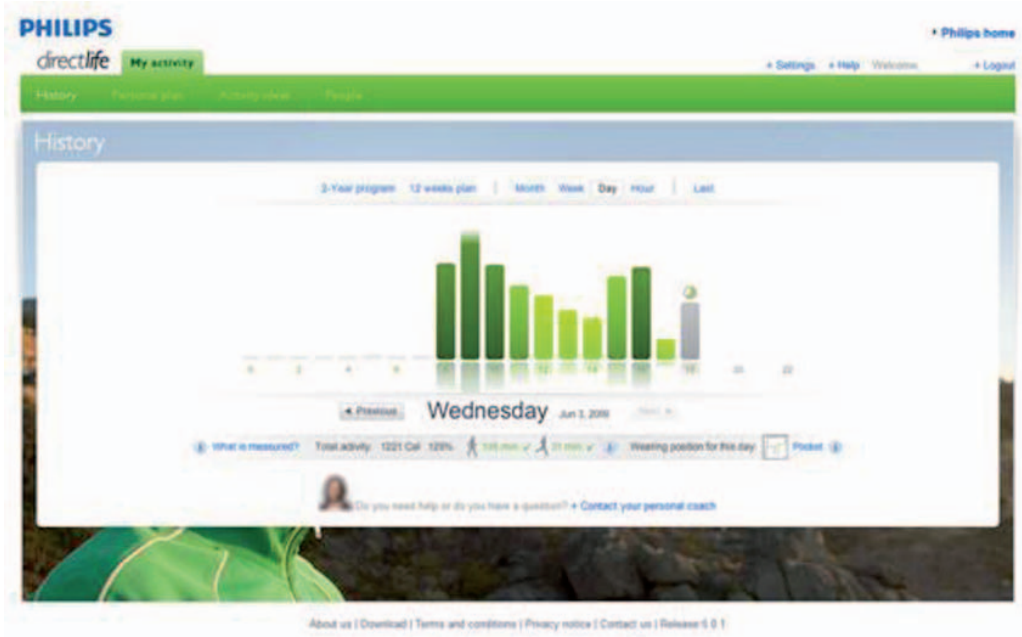 PHILIPS
Philips home
directlife My activity
Settings Help Welcome, Logout
History Personal plan Activity ideas People
History
2-Year program 12 weeks plan | Month Week Day Hour | Last
0 2 4 6 12 14 18 20 22
Previous Wednesday Jun 3, 2009 Next
What is measured? Total activity 1221 Cal 129% 31 min Wearing position for this day Pocket
Do you need help or do you have a question? Contact your personal coach
About us | Download | Terms and conditions | Privacy notice | Contact us | Release 6.0.1